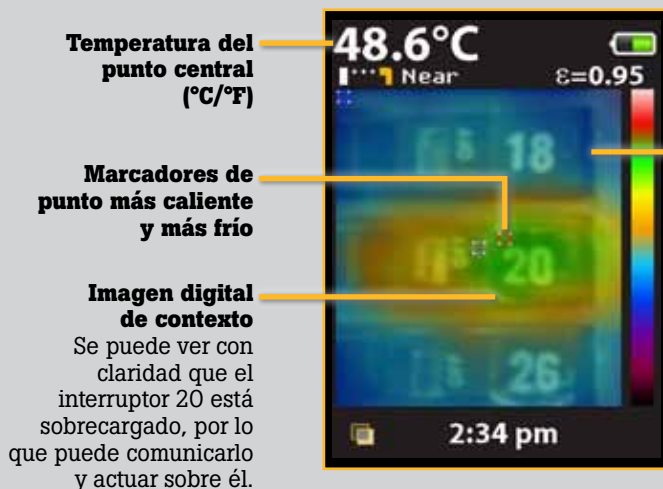 Temperatura del
punto central
(°C/°F)
Marcadores de
punto más caliente
y más frío
Imagen digital
de contexto
Se puede ver con
claridad que el
interruptor 20 está
sobrecargado, por lo
que puede comunicarlo
y actuar sobre él.
48.6°C
Near
ε=0.95
18
20
26
2:34 pm